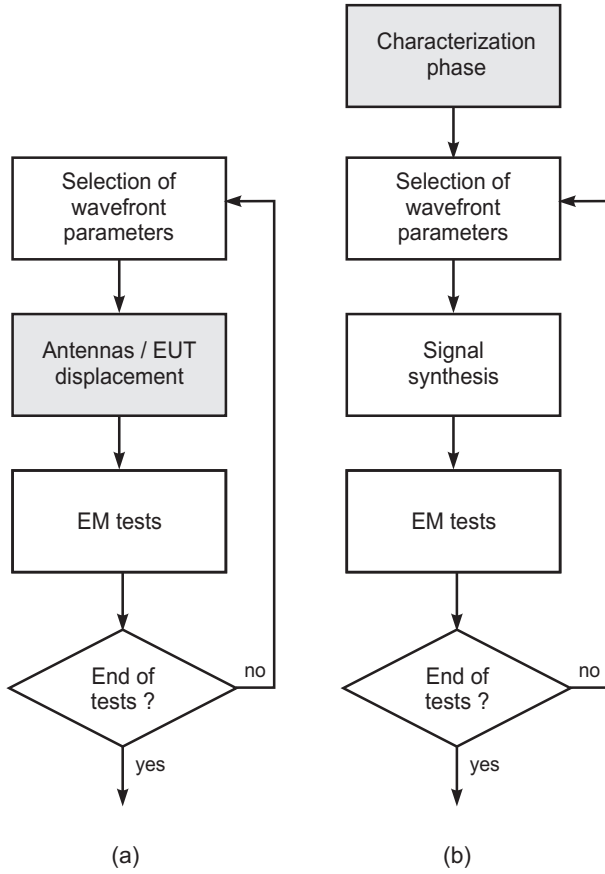 Selection of
wavefront
parameters
Antennas / EUT
displacement
EM tests
End of
tests ?
no
yes
(a)
Characterization
phase
Selection of
wavefront
parameters
Signal
synthesis
EM tests
End of
tests ?
no
yes
(b)